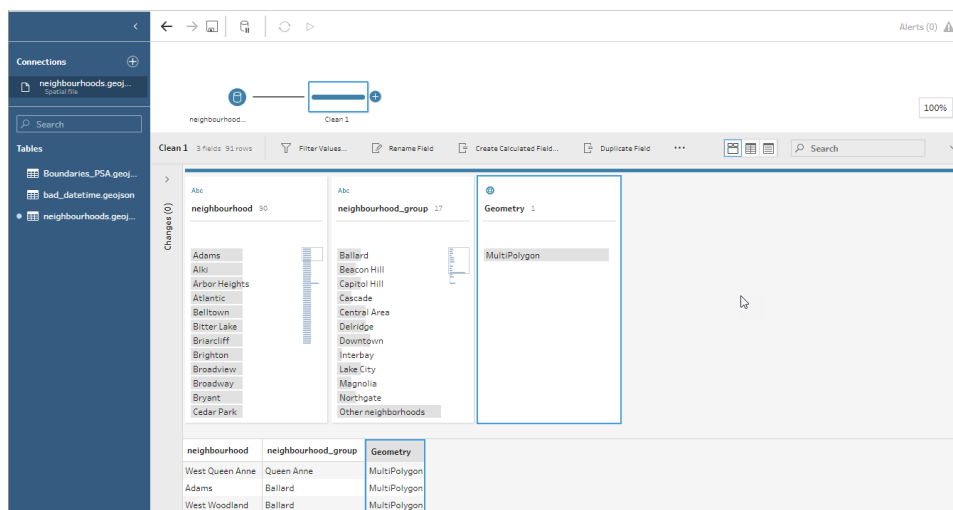 Alerts (0)
Connections
neighbourhoods.geoj...
Spatial file
Search
Tables
Boundaries_PSA.geoj...
bad_datetime.geojson
neighbourhoods.geoj...
neighbourhood...
Clean 1
100%
Clean 1 3 fields 91 rows Filter Values... Rename Field Create Calculated Field... Duplicate Field ... Search
Changes (0)
Abc
neighbourhood 90
Adams
Alki
Arbor Heights
Atlantic
Belltown
Bitter Lake
Briarcliff
Brighton
Broadview
Broadway
Bryant
Cedar Park
Abc
neighbourhood_group 17
Ballard
Beacon Hill
Capitol Hill
Cascade
Central Area
Delridge
Downtown
Interbay
Lake City
Magnolia
Northgate
Other neighborhoods
Geometry 1
MultiPolygon
neighbourhood neighbourhood_group Geometry
West Queen Anne Queen Anne MultiPolygon
Adams Ballard MultiPolygon
West Woodland Ballard MultiPolygon